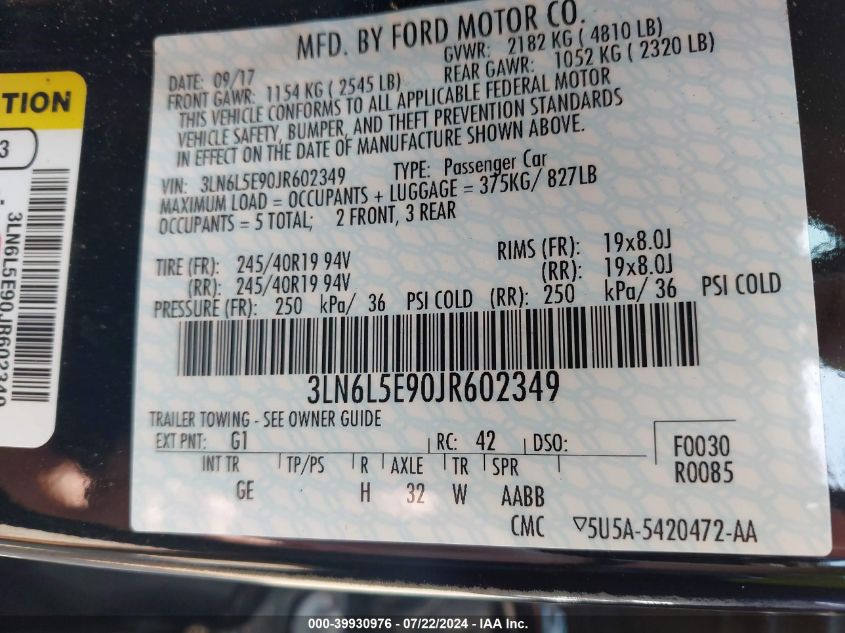 MFD. BY FORD MOTOR CO.
DATE: 09/17 GVWR: 2182 KG ( 4810 LB)
FRONT GAWR: 1154 KG ( 2545 LB) REAR GAWR: 1052 KG ( 2320 LB)
THIS VEHICLE CONFORMS TO ALL APPLICABLE FEDERAL MOTOR
VEHICLE SAFETY, BUMPER, AND THEFT PREVENTION STANDARDS
IN EFFECT ON THE DATE OF MANUFACTURE SHOWN ABOVE.
VIN: 3LN6L5E90JR602349 TYPE: Passenger Car
MAXIMUM LOAD = OCCUPANTS + LUGGAGE = 375KG/ 827LB
OCCUPANTS = 5 TOTAL; 2 FRONT, 3 REAR
TIRE (FR): 245/40R19 94V RIMS (FR): 19x8.0J
(RR): 245/40R19 94V (RR): 19x8.0J
PRESSURE (FR): 250 kPa/ 36 PSI COLD (RR): 250 kPa/ 36 PSI COLD
3LN6L5E90JR602349
TRAILER TOWING - SEE OWNER GUIDE
EXT PNT: G1 RC: 42 DSO: F0030
R0085
INT TR TP/PS R AXLE TR SPR
GE H 32 W AABB
CMC ▽5U5A-5420472-AA
TION
3
3LN6L5E90JR602349
000-39930976 / 07/22/2024 - IAA Inc.